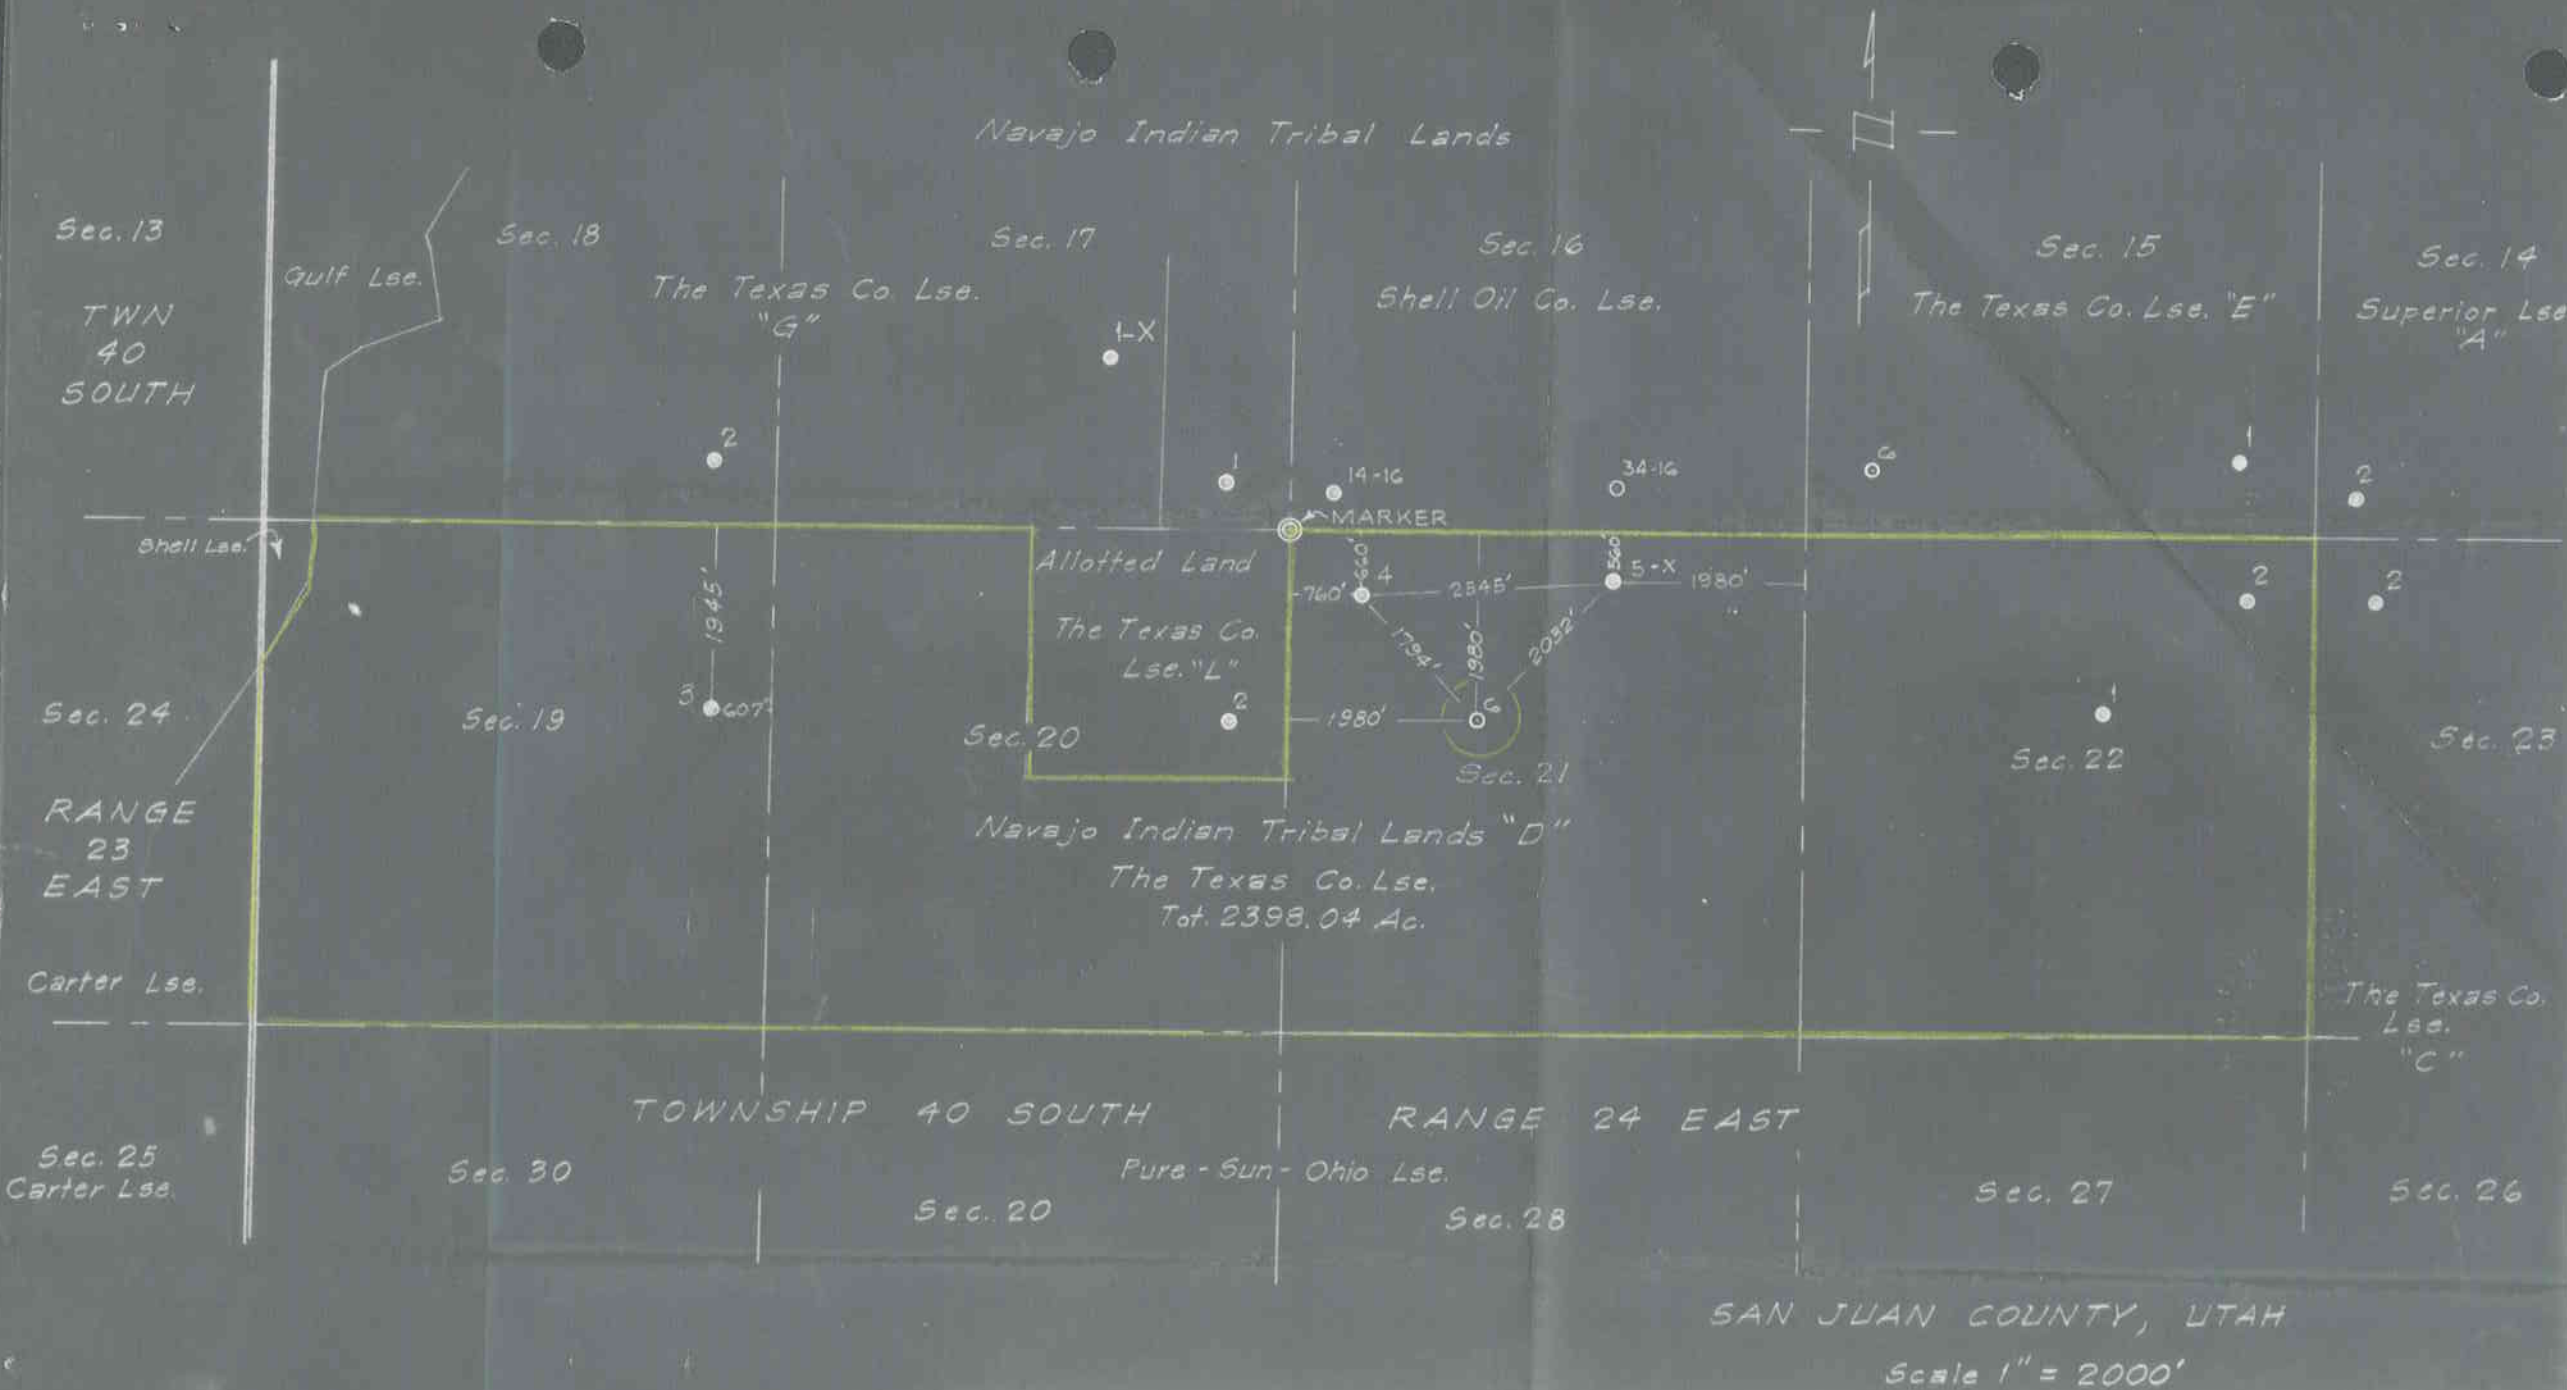 Navajo Indian Tribal Lands
Sec. 13
Sec. 18
Sec. 17
Sec. 16
Sec. 15
Sec. 14
Gulf Lse.
The Texas Co. Lse.
"G"
Shell Oil Co. Lse.
The Texas Co. Lse. "E"
Superior Lse
"A"
TWN
40
SOUTH
1-X
2
1
14-16
34-16
6
1
2
MARKER
Shell Lse.
Allotted Land
660'
4
560'
5-X
1980'
760'
2545'
2
2
1945'
The Texas Co.
Lse. "L"
1794'
1980'
2032'
Sec. 24
Sec. 19
3
607'
Sec. 20
2
1980'
6
Sec. 21
1
Sec. 22
Sec. 23
RANGE
23
EAST
Navajo Indian Tribal Lands "D"
The Texas Co. Lse.
Tot. 2398.04 Ac.
Carter Lse.
The Texas Co.
Lse.
"C"
TOWNSHIP 40 SOUTH RANGE 24 EAST
Sec. 25
Carter Lse.
Sec. 30
Pure - Sun - Ohio Lse.
Sec. 20
Sec. 28
Sec. 27
Sec. 26
SAN JUAN COUNTY, UTAH
Scale 1" = 2000'